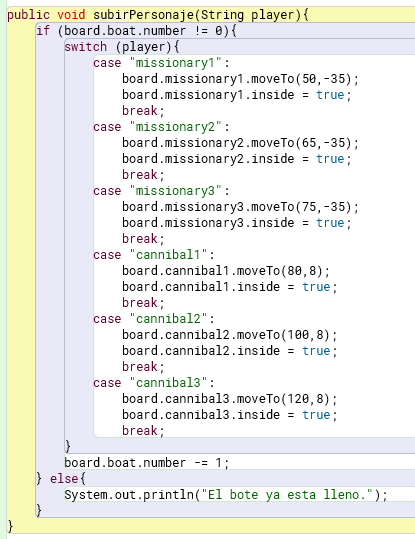 public void subirPersonaje(String player){
if (board.boat.number != 0){
switch (player){
case "missionary1":
board.missionary1.moveTo(50,-35);
board.missionary1.inside = true;
break;
case "missionary2":
board.missionary2.moveTo(65,-35);
board.missionary2.inside = true;
break;
case "missionary3":
board.missionary3.moveTo(75,-35);
board.missionary3.inside = true;
break;
case "cannibal1":
board.cannibal1.moveTo(80,8);
board.cannibal1.inside = true;
break;
case "cannibal2":
board.cannibal2.moveTo(100,8);
board.cannibal2.inside = true;
break;
case "cannibal3":
board.cannibal3.moveTo(120,8);
board.cannibal3.inside = true;
break;
}
board.boat.number -= 1;
} else{
System.out.println("El bote ya esta lleno.");
}
}